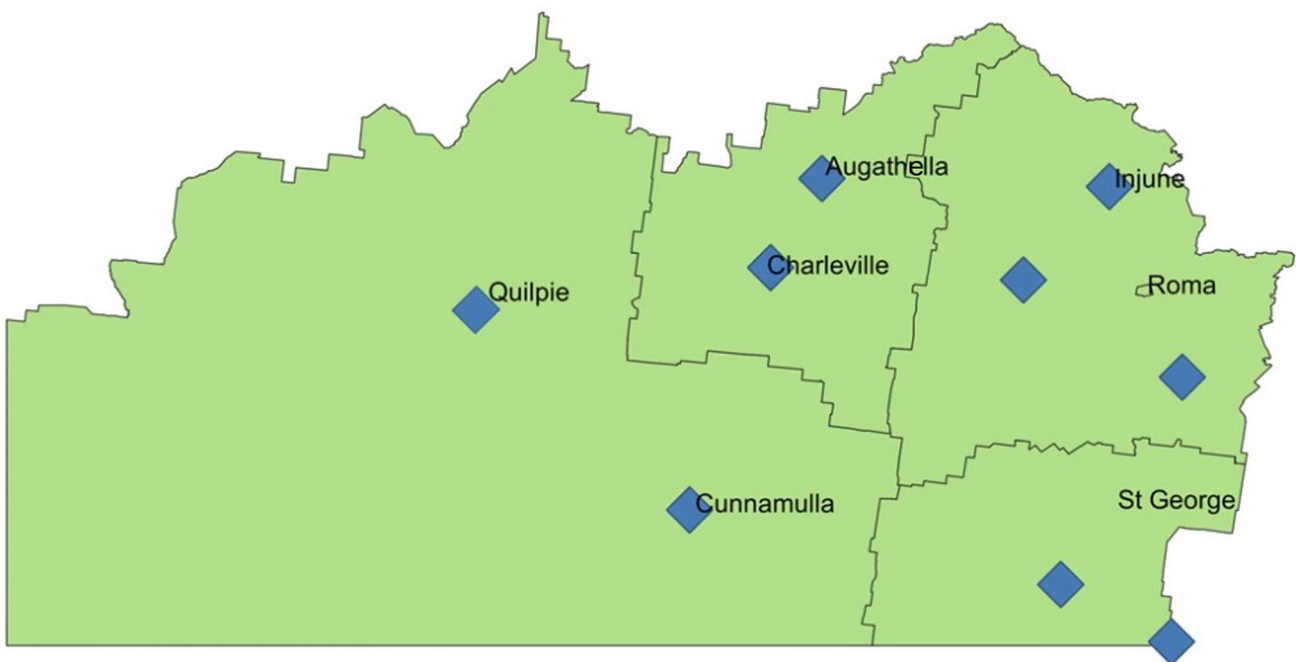 Augathella
Injune
Charleville
Roma
Quilpie
St George
Cunnamulla